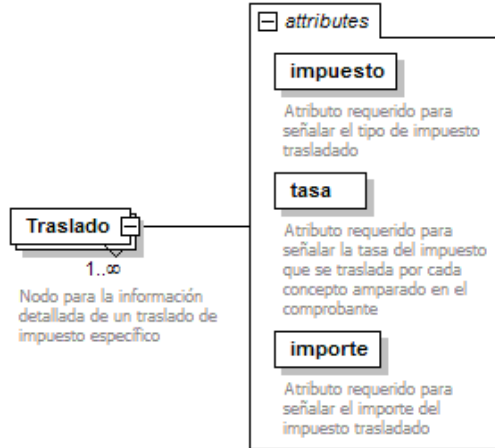 attributes
impuesto
Atributo requerido para
señalar el tipo de impuesto
trasladado
tasa
Atributo requerido para
señalar la tasa del impuesto
que se traslada por cada
concepto amparado en el
comprobante
importe
Atributo requerido para
señalar el importe del
impuesto trasladado
Traslado
1..∞
Nodo para la información
detallada de un traslado de
impuesto específico